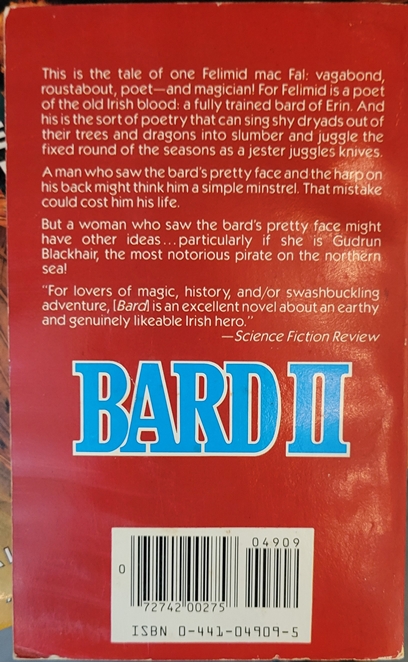 This is the tale of one Felimid mac Fal: vagabond,
roustabout, poet—and magician! For Felimid is a poet
of the old Irish blood: a fully trained bard of Erin. And
his is the sort of poetry that can sing shy dryads out of
their trees and dragons into slumber and juggle the
fixed round of the seasons as a jester juggles knives.
A man who saw the bard's pretty face and the harp on
his back might think him a simple minstrel. That mistake
could cost him his life.
But a woman who saw the bard's pretty face might
have other ideas...particularly if she is Gudrun
Blackhair, the most notorious pirate on the northern
sea!
"For lovers of magic, history, and/or swashbuckling
adventure, [Bard] is an excellent novel about an earthy
and genuinely likeable Irish hero."
—Science Fiction Review
BARD II
04909
0
72742 00275
ISBN 0-441-04909-5